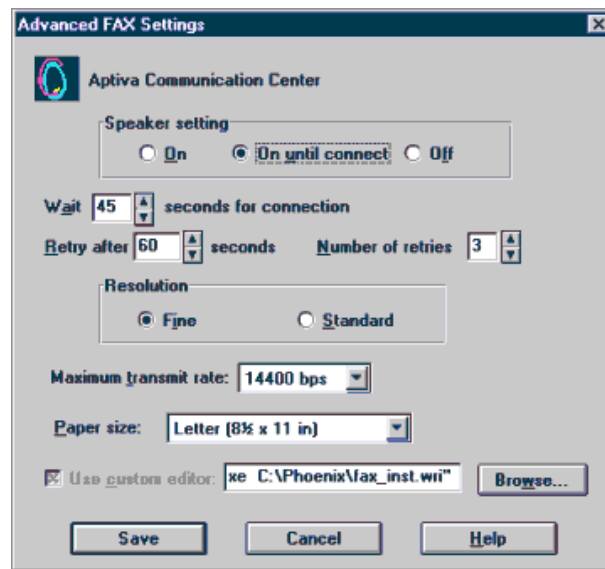 Advanced FAX Settings
Aptiva Communication Center
Speaker setting
On On until connect Off
Wait 45 seconds for connection
Retry after 60 seconds Number of retries 3
Resolution
Fine Standard
Maximum transmit rate: 14400 bps
Paper size: Letter (8½ x 11 in)
Use custom editor: xe C:\Phoenix\fax_inst.wri" Browse...
Save Cancel Help